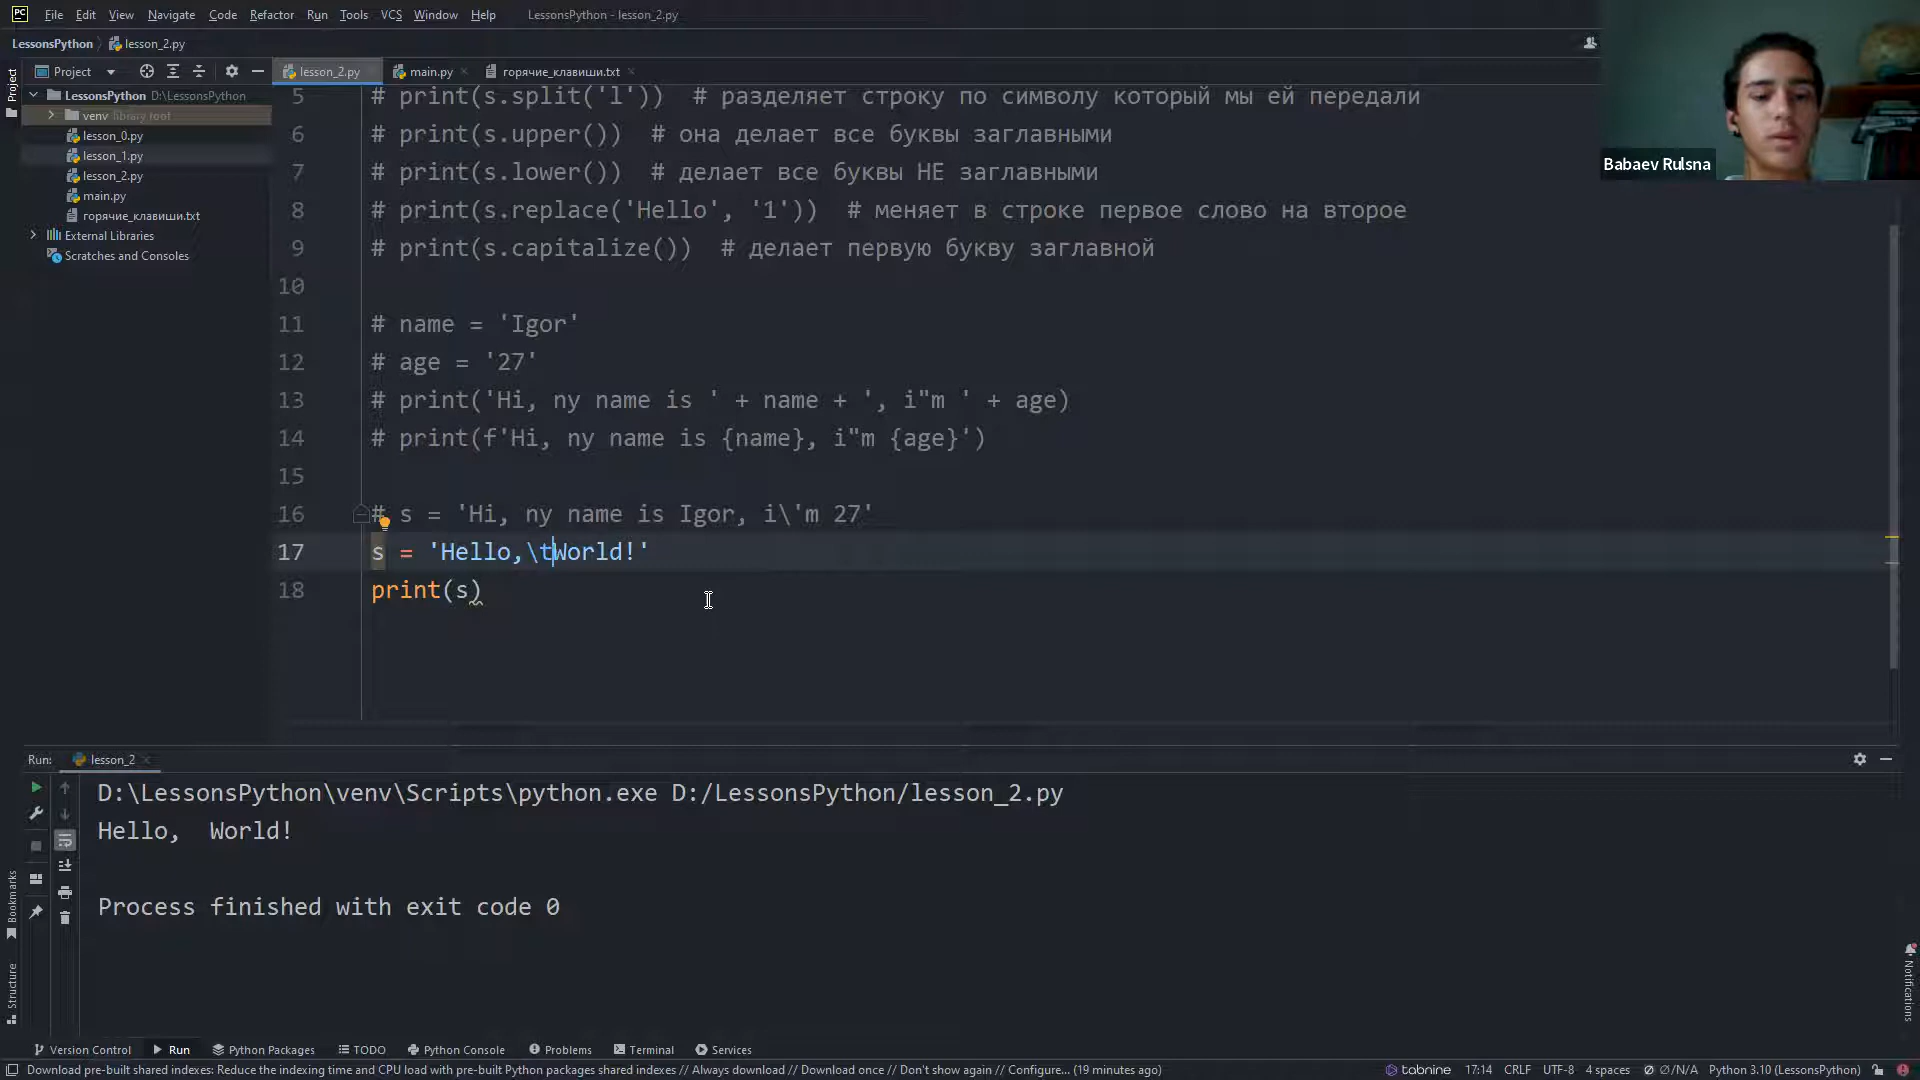 File Edit View Navigate Code Refactor Run Tools VCS Window Help LessonsPython - lesson_2.py
LessonsPython lesson_2.py
Project lesson_2.py main.py горячие_клавиши.txt
Project
LessonsPython D:\LessonsPython
venv library root
lesson_0.py
lesson_1.py
lesson_2.py
main.py
горячие_клавиши.txt
External Libraries
Scratches and Consoles
5 # print(s.split('l')) # разделяет строку по символу который мы ей передали
6 # print(s.upper()) # она делает все буквы заглавными
7 # print(s.lower()) # делает все буквы НЕ заглавными
8 # print(s.replace('Hello', '1')) # меняет в строке первое слово на второе
9 # print(s.capitalize()) # делает первую букву заглавной
10
11 # name = 'Igor'
12 # age = '27'
13 # print('Hi, ny name is ' + name + ', i"m ' + age)
14 # print(f'Hi, ny name is {name}, i"m {age}')
15
16 # s = 'Hi, ny name is Igor, i\'m 27'
17 s = 'Hello,\tWorld!'
18 print(s)
Babaev Rulsna
Run: lesson_2
D:\LessonsPython\venv\Scripts\python.exe D:/LessonsPython/lesson_2.py
Hello, World!
Process finished with exit code 0
Bookmarks
Structure
Notifications
Version Control Run Python Packages TODO Python Console Problems Terminal Services
Download pre-built shared indexes: Reduce the indexing time and CPU load with pre-built Python packages shared indexes // Always download // Download once // Don't show again // Configure... (19 minutes ago) tabnine 17:14 CRLF UTF-8 4 spaces ∅/N/A Python 3.10 (LessonsPython)